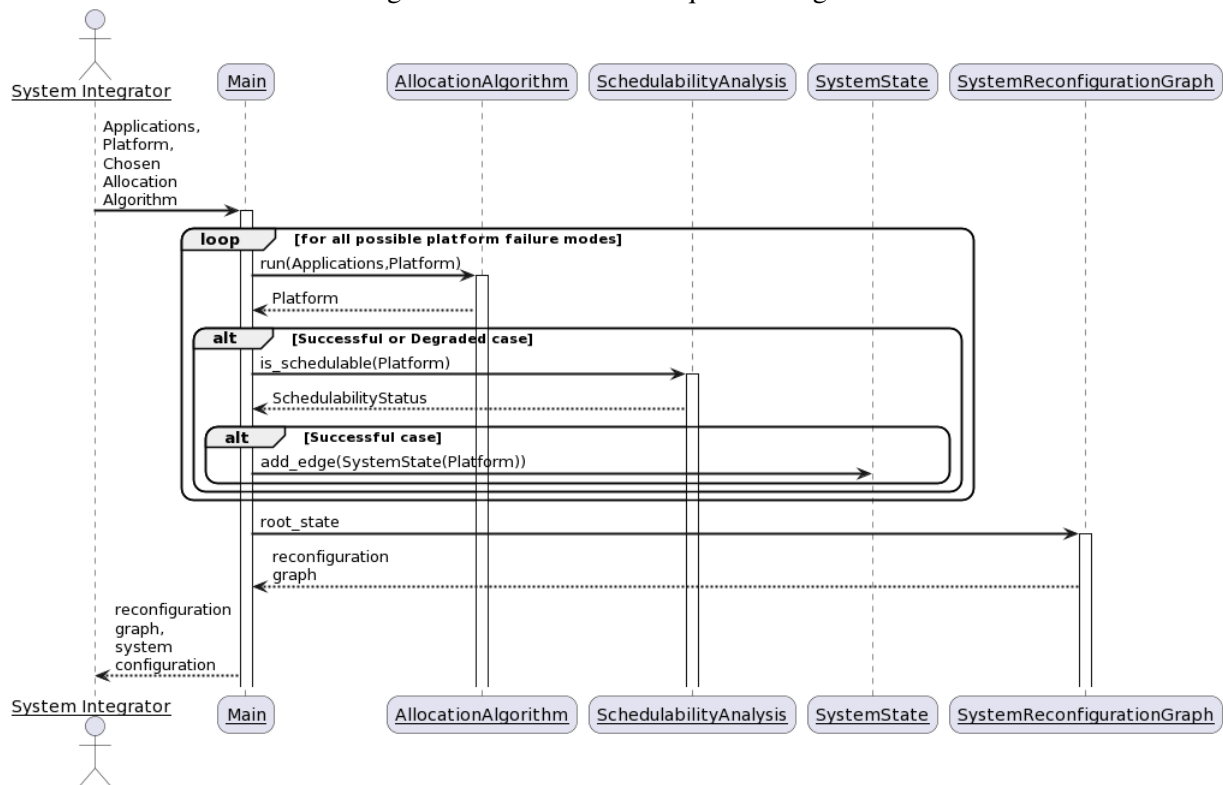 System Integrator
Main
AllocationAlgorithm
SchedulabilityAnalysis
SystemState
SystemReconfigurationGraph
Applications,
Platform,
Chosen
Allocation
Algorithm
loop [for all possible platform failure modes]
run(Applications,Platform)
Platform
alt [Successful or Degraded case]
is_schedulable(Platform)
SchedulabilityStatus
alt [Successful case]
add_edge(SystemState(Platform))
root_state
reconfiguration
graph
reconfiguration
graph,
system
configuration
System Integrator
Main
AllocationAlgorithm
SchedulabilityAnalysis
SystemState
SystemReconfigurationGraph